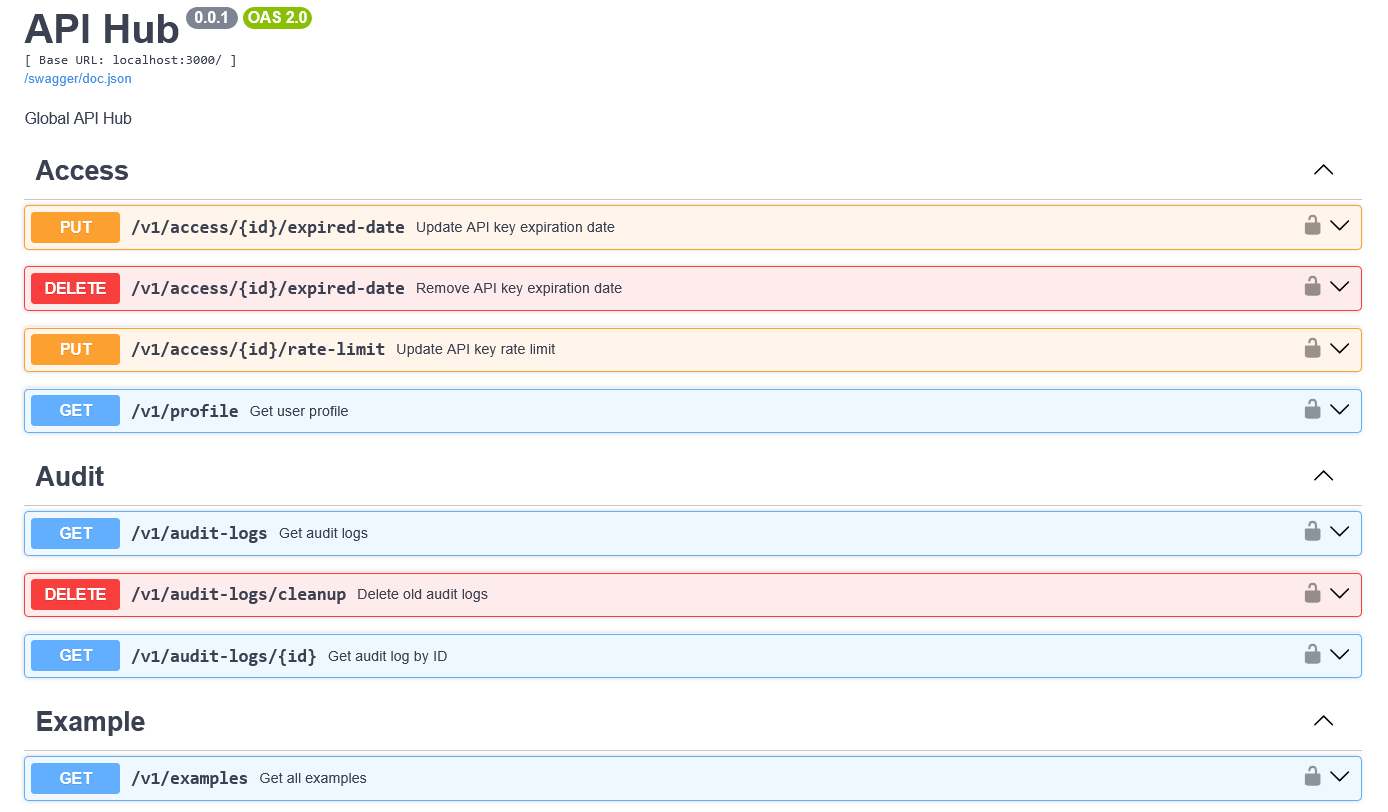 API Hub 0.0.1 OAS 2.0
[ Base URL: localhost:3000/ ]
/swagger/doc.json
Global API Hub
Access
PUT /v1/access/{id}/expired-date Update API key expiration date
DELETE /v1/access/{id}/expired-date Remove API key expiration date
PUT /v1/access/{id}/rate-limit Update API key rate limit
GET /v1/profile Get user profile
Audit
GET /v1/audit-logs Get audit logs
DELETE /v1/audit-logs/cleanup Delete old audit logs
GET /v1/audit-logs/{id} Get audit log by ID
Example
GET /v1/examples Get all examples